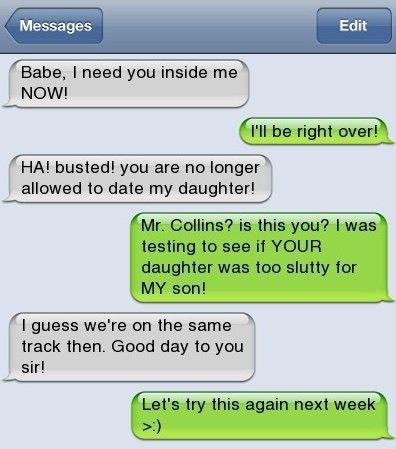 Messages
Edit
Babe, I need you inside me
NOW!
I'll be right over!
HA! busted! you are no longer
allowed to date my daughter!
Mr. Collins? is this you? I was
testing to see if YOUR
daughter was too slutty for
MY son!
I guess we're on the same
track then. Good day to you
sir!
Let's try this again next week
>:)